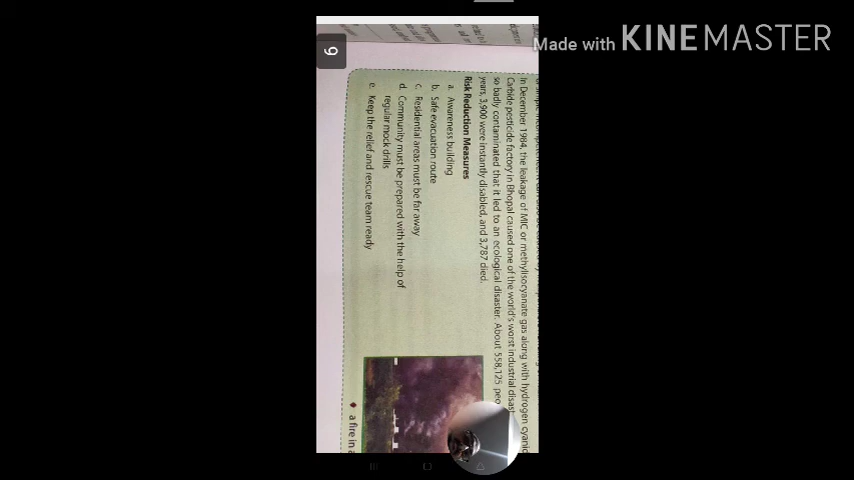 Made with KINEMASTER
6
In December 1984, the leakage of MIC or methylisocyanate gas along with hydrogen
Carbide pesticide factory in Bhopal caused one of the world's worst industrial
so badly contaminated that it led to an ecological disaster. About 558,125
years, 3,900 were instantly disabled, and 3,787 died.
Risk Reduction Measures
a. Awareness building
b. Safe evacuation route
c. Residential areas must be far away
d. Community must be prepared with the help of
regular mock drills
e. Keep the relief and rescue team ready
a fire in